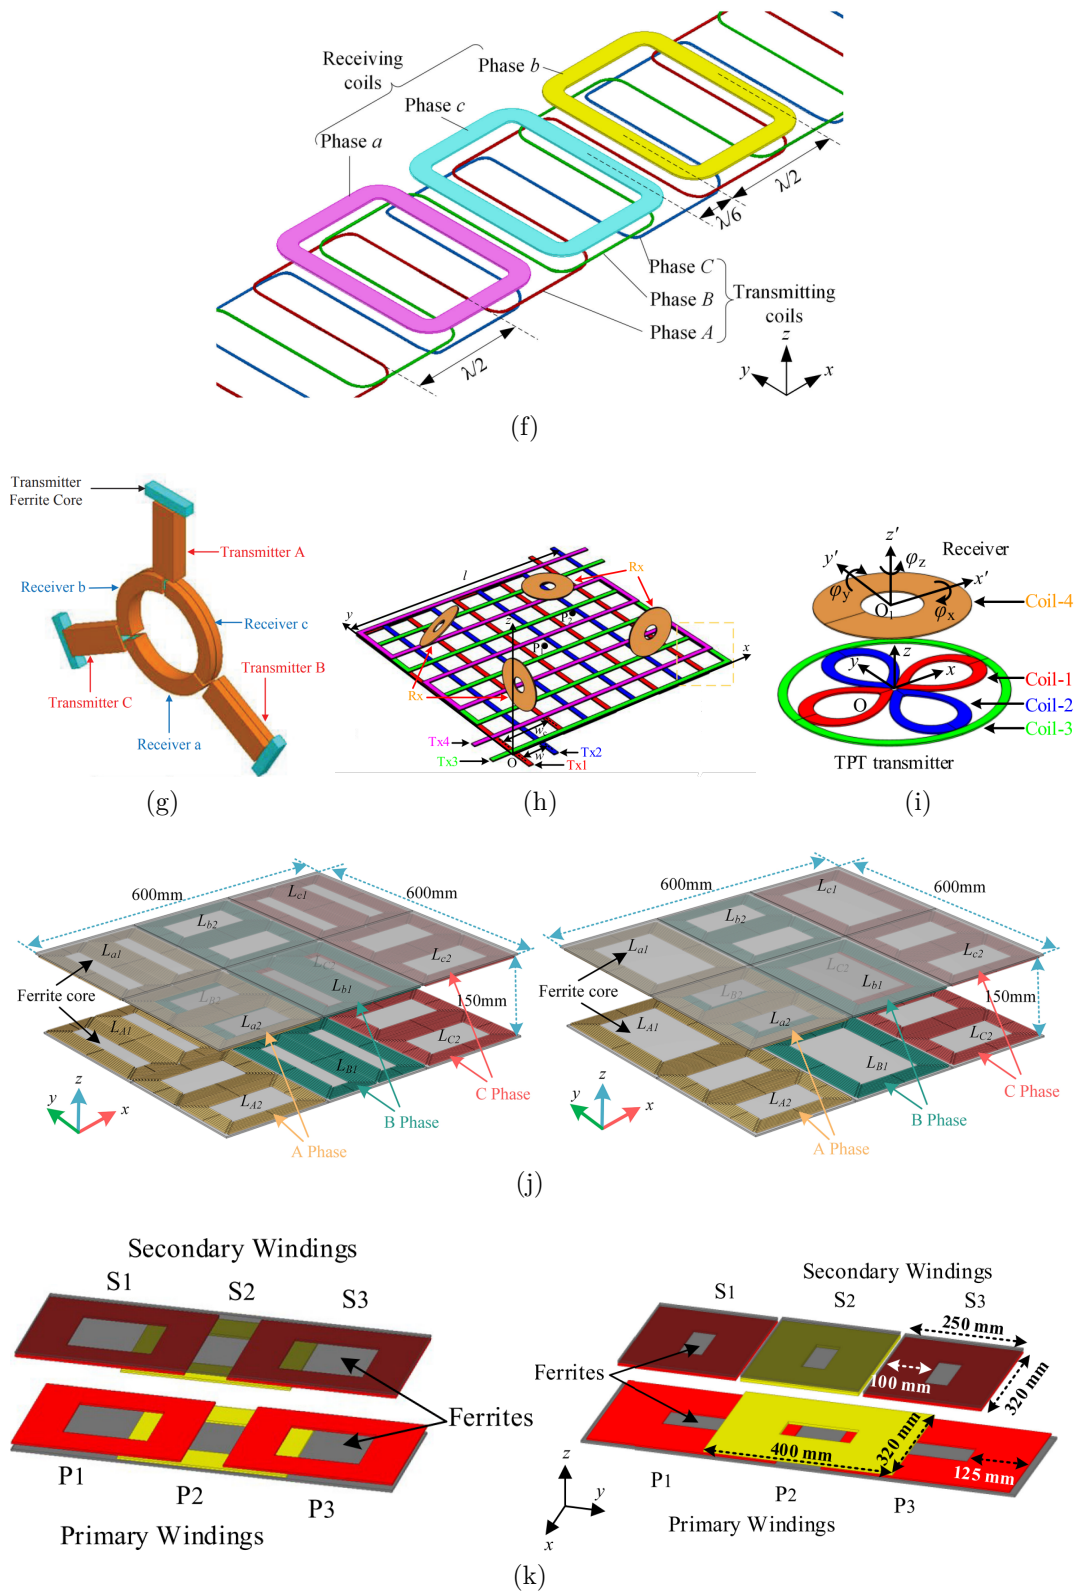 Receiving
coils
Phase b
Phase c
Phase a
λ/2
λ/6
Phase C
Phase B
Phase A
Transmitting
coils
λ/2
z
y
x
(f)
Transmitter
Ferrite Core
Transmitter A
Receiver b
Receiver c
Transmitter B
Transmitter C
Receiver a
(g)
l
Rx
y
z
P2
P1
x
Rx
w
w
Tx4
Tx3
O
Tx2
Tx1
(h)
z′
y′
φz
Receiver
x′
φy
O1
φx
Coil-4
z
y
x
Coil-1
O
Coil-2
Coil-3
TPT transmitter
(i)
600mm
600mm
Lc1
Lb2
La1
LC2
Lc2
Ferrite core
LB2
Lb1
150mm
LA1
La2
LC2
LB1
LA2
z
y
x
C Phase
B Phase
A Phase
600mm
600mm
Lc1
Lb2
La1
LC2
Lc2
Ferrite core
LB2
Lb1
150mm
LA1
La2
LC2
LB1
LA2
z
y
x
C Phase
B Phase
A Phase
(j)
Secondary Windings
S1
S2
S3
Ferrites
P1
P2
P3
Primary Windings
Secondary Windings
S1
S2
S3
250 mm
Ferrites
100 mm
320 mm
400 mm
320 mm
125 mm
P1
P2
P3
Primary Windings
z
y
x
(k)